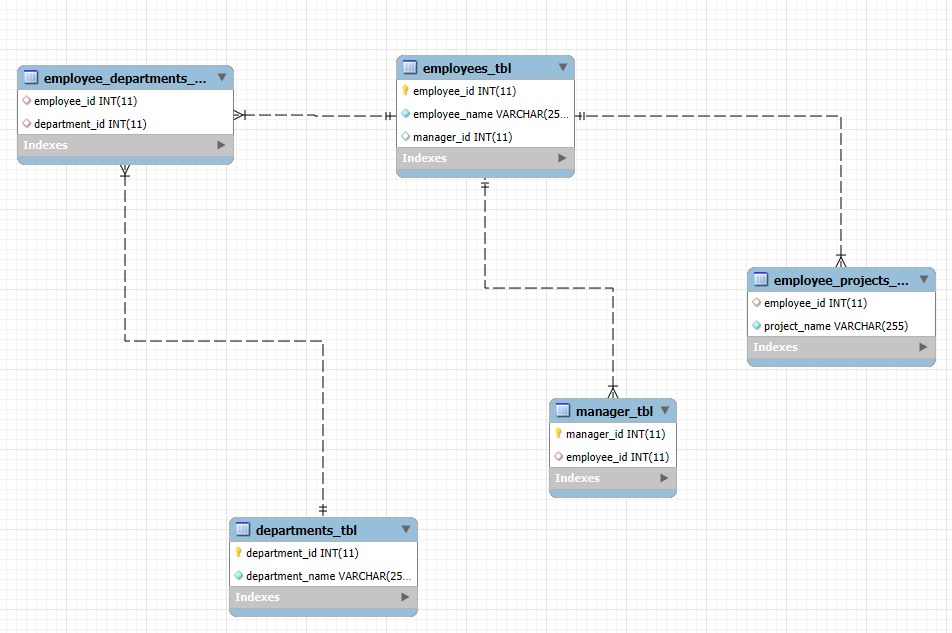 employee_departments_...
employee_id INT(11)
department_id INT(11)
Indexes
employees_tbl
employee_id INT(11)
employee_name VARCHAR(25...
manager_id INT(11)
Indexes
employee_projects_...
employee_id INT(11)
project_name VARCHAR(255)
Indexes
manager_tbl
manager_id INT(11)
employee_id INT(11)
Indexes
departments_tbl
department_id INT(11)
department_name VARCHAR(25...
Indexes